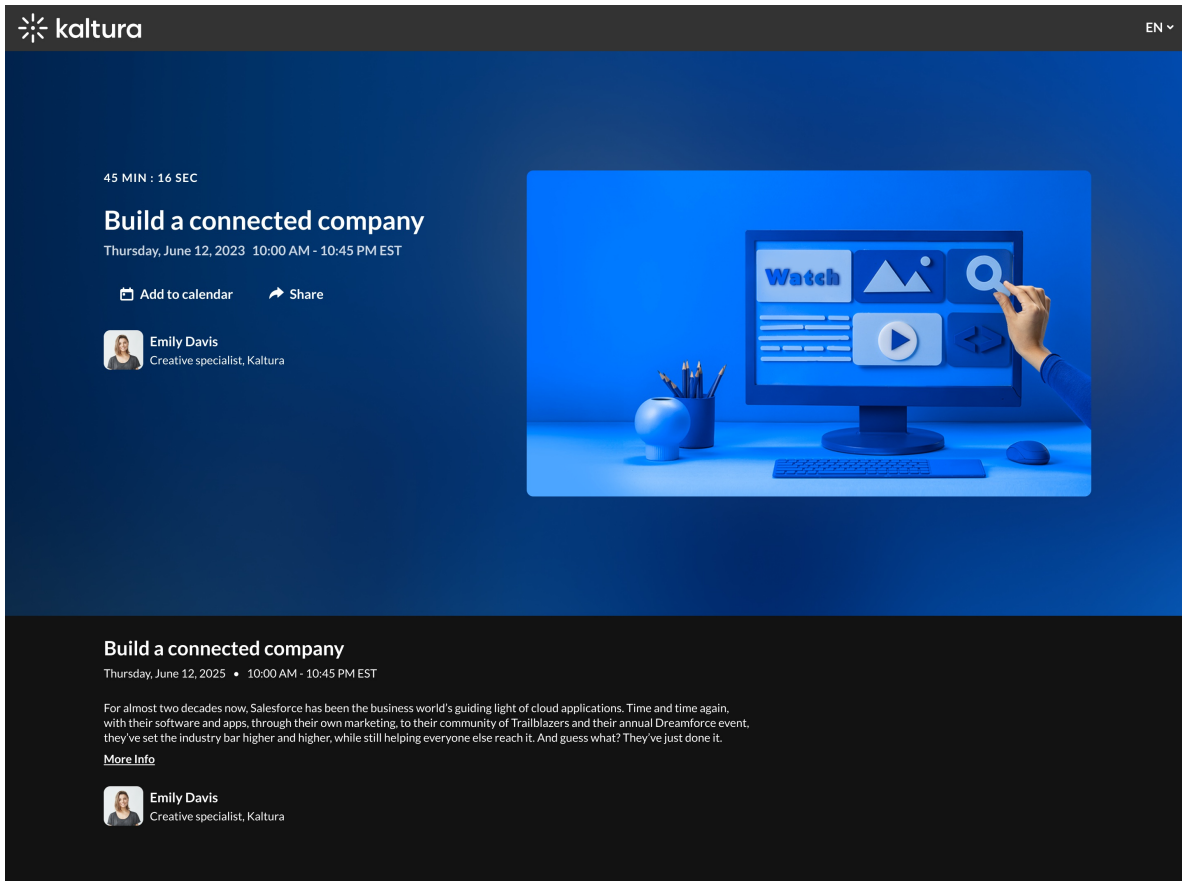 kaltura
EN
45 MIN : 16 SEC
Build a connected company
Thursday, June 12, 2023 10:00 AM - 10:45 PM EST
Add to calendar
Share
Emily Davis
Creative specialist, Kaltura
Watch
Build a connected company
Thursday, June 12, 2025 • 10:00 AM - 10:45 PM EST
For almost two decades now, Salesforce has been the business world's guiding light of cloud applications. Time and time again,
with their software and apps, through their own marketing, to their community of Trailblazers and their annual Dreamforce event,
they've set the industry bar higher and higher, while still helping everyone else reach it. And guess what? They've just done it.
More Info
Emily Davis
Creative specialist, Kaltura